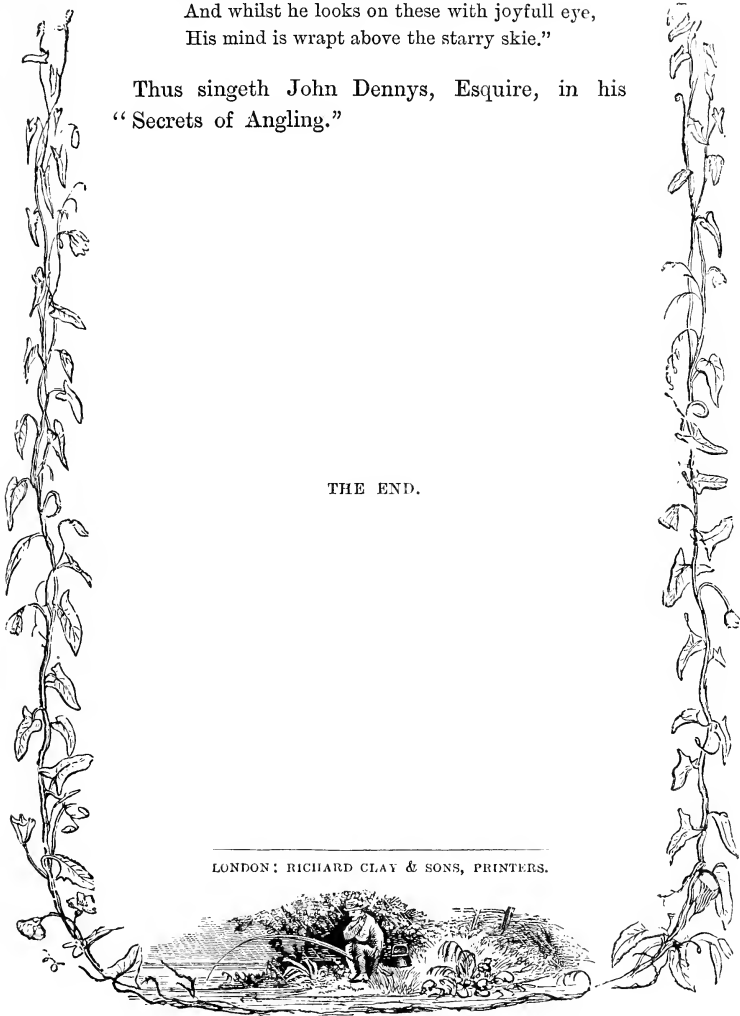 And whilst he looks on these with joyfull eye,
His mind is wrapt above the starry skie.”
Thus singeth John Dennys, Esquire, in his
“Secrets of Angling.”
THE END.
LONDON: RICHARD CLAY & SONS, PRINTERS.